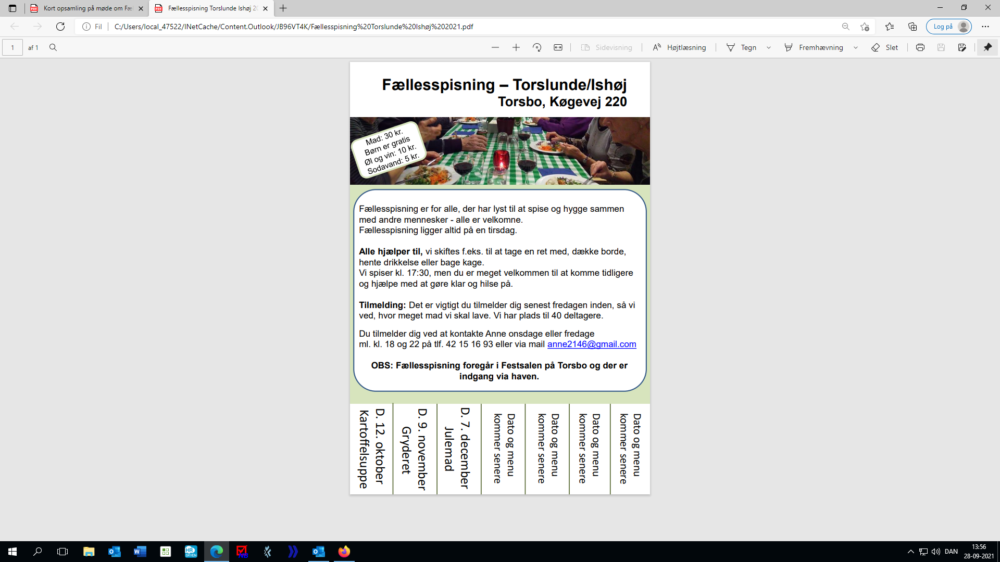 Kort opsamling på møde om Fæ
Fællesspisning Torslunde Ishøj 20
Fil
C:/Users/local_47522/INetCache/Content.Outlook/JB96VT4K/Fællesspisning%20Torslunde%20Ishøj%202021.pdf
Log på
1
af 1
Sidevisning
Højtlæsning
Tegn
Fremhævning
Slet
Fællesspisning – Torslunde/Ishøj
Torsbo, Køgevej 220
Mad: 30 kr.
Børn er gratis
Øl og vin: 10 kr.
Sodavand: 5 kr.
Fællesspisning er for alle, der har lyst til at spise og hygge sammen
med andre mennesker - alle er velkomne.
Fællesspisning ligger altid på en tirsdag.
Alle hjælper til, vi skiftes f.eks. til at tage en ret med, dække borde,
hente drikkelse eller bage kage.
Vi spiser kl. 17:30, men du er meget velkommen til at komme tidligere
og hjælpe med at gøre klar og hilse på.
Tilmelding: Det er vigtigt du tilmelder dig senest fredagen inden, så vi
ved, hvor meget mad vi skal lave. Vi har plads til 40 deltagere.
Du tilmelder dig ved at kontakte Anne onsdage eller fredage
ml. kl. 18 og 22 på tlf. 42 15 16 93 eller via mail anne2146@gmail.com
OBS: Fællesspisning foregår i Festsalen på Torsbo og der er
indgang via haven.
D. 12. oktober
Kartoffelsuppe
D. 9. november
Gryderet
D. 7. december
Julemad
Dato og menu
kommer senere
Dato og menu
kommer senere
Dato og menu
kommer senere
Dato og menu
kommer senere
HR
SKYEN
DAN
13:56
28-09-2021